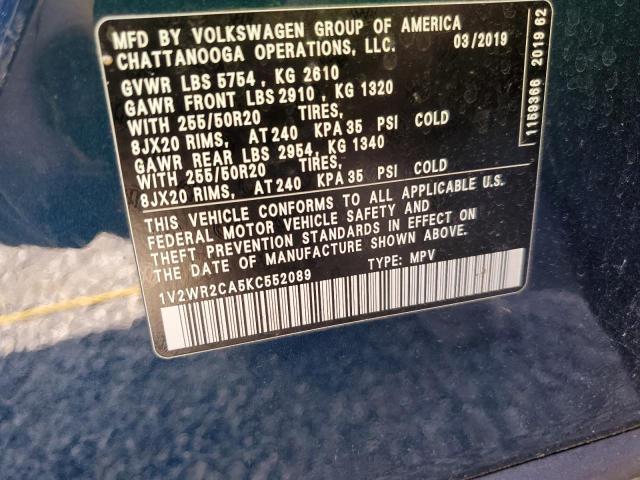 MFD BY VOLKSWAGEN GROUP OF AMERICA
CHATTANOOGA OPERATIONS, LLC. 03/2019
GVWR LBS 5754 , KG 2610
GAWR FRONT LBS 2910 , KG 1320
WITH 255/50R20 TIRES,
8JX20 RIMS, AT 240 KPA 35 PSI COLD
GAWR REAR LBS 2954, KG 1340
WITH 255/50R20 TIRES,
8JX20 RIMS, AT 240 KPA 35 PSI COLD
THIS VEHICLE CONFORMS TO ALL APPLICABLE U.S.
FEDERAL MOTOR VEHICLE SAFETY AND
THEFT PREVENTION STANDARDS IN EFFECT ON
THE DATE OF MANUFACTURE SHOWN ABOVE.
1V2WR2CA5KC552089 TYPE: MPV
1159366 2019 62